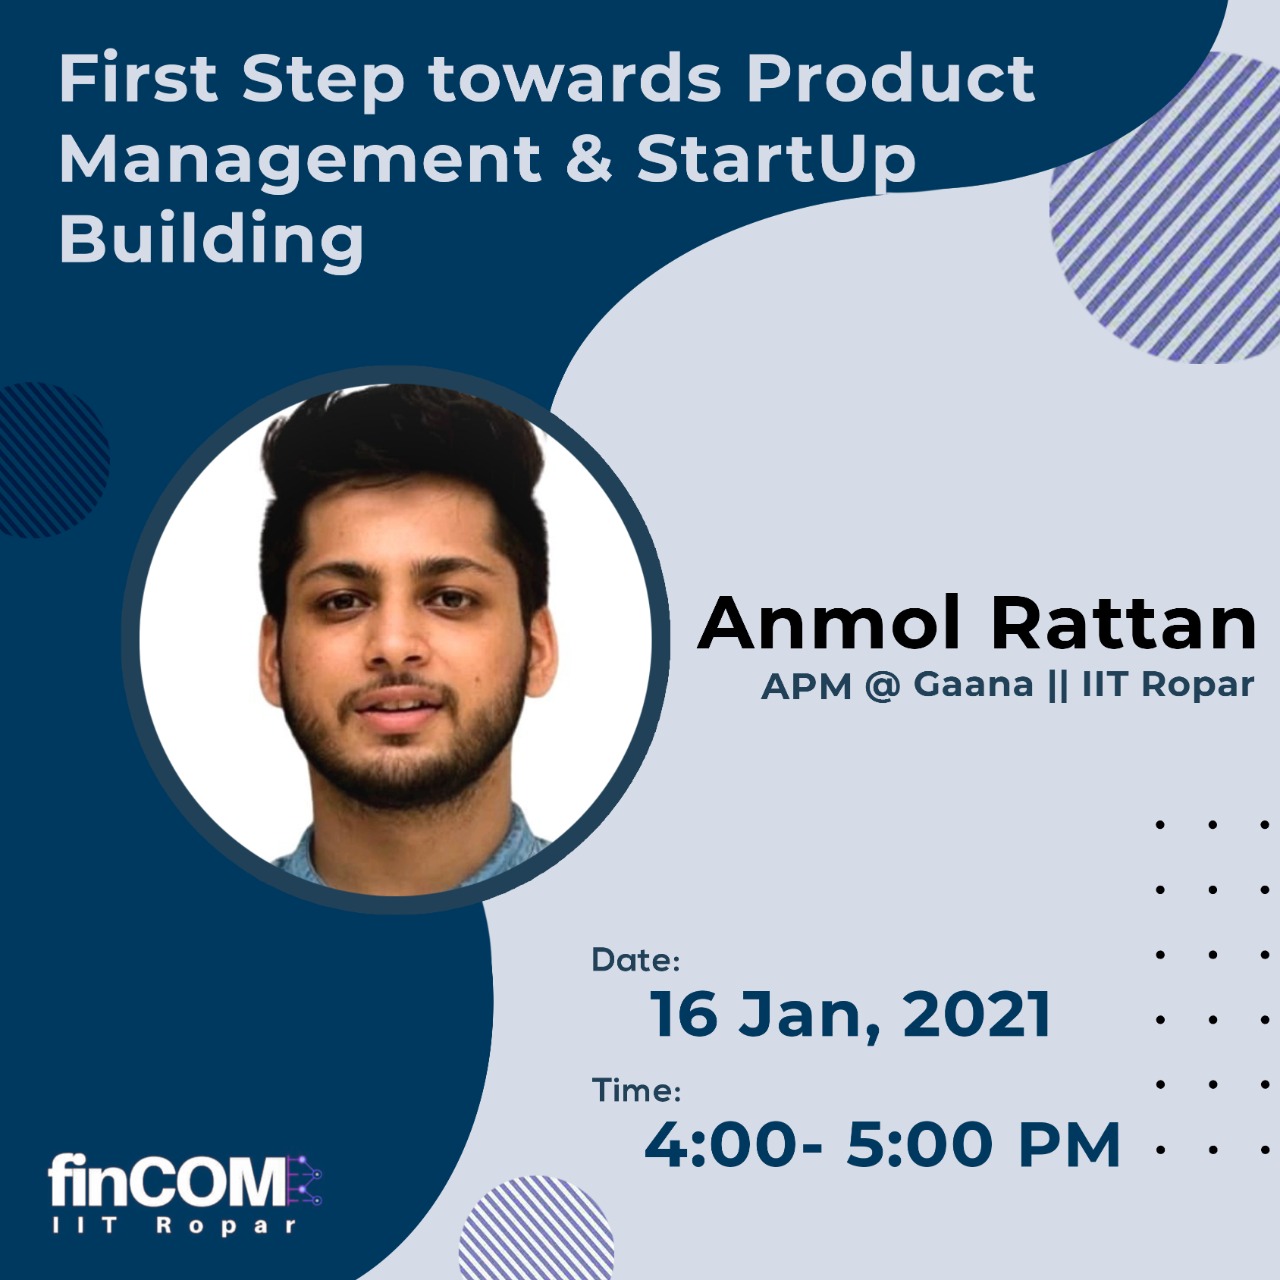 First Step towards Product
Management & StartUp
Building
Anmol Rattan
APM @ Gaana || IIT Ropar
Date:
16 Jan, 2021
Time:
4:00- 5:00 PM
finCOM
IIT Ropar